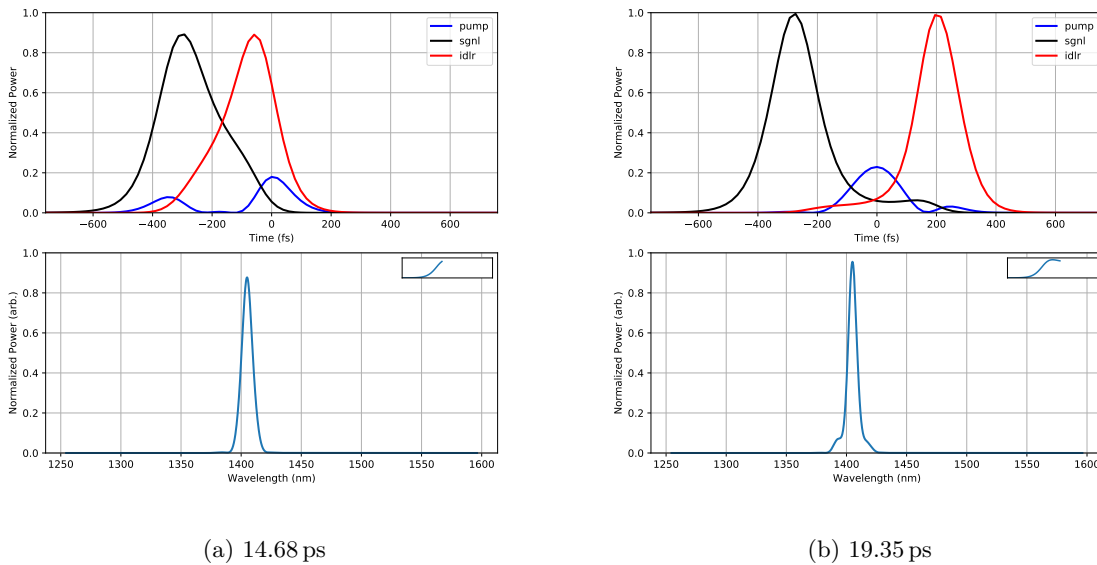 1.0
0.8
0.6
0.4
0.2
0.0
Normalized Power
−600 −400 −200 0 200 400 600
Time (fs)
pump
sgnl
idlr
1.0
0.8
0.6
0.4
0.2
0.0
Normalized Power (arb.)
1250 1300 1350 1400 1450 1500 1550 1600
Wavelength (nm)
(a) 14.68 ps
1.0
0.8
0.6
0.4
0.2
0.0
Normalized Power
−600 −400 −200 0 200 400 600
Time (fs)
pump
sgnl
idlr
1.0
0.8
0.6
0.4
0.2
0.0
Normalized Power (arb.)
1250 1300 1350 1400 1450 1500 1550 1600
Wavelength (nm)
(b) 19.35 ps